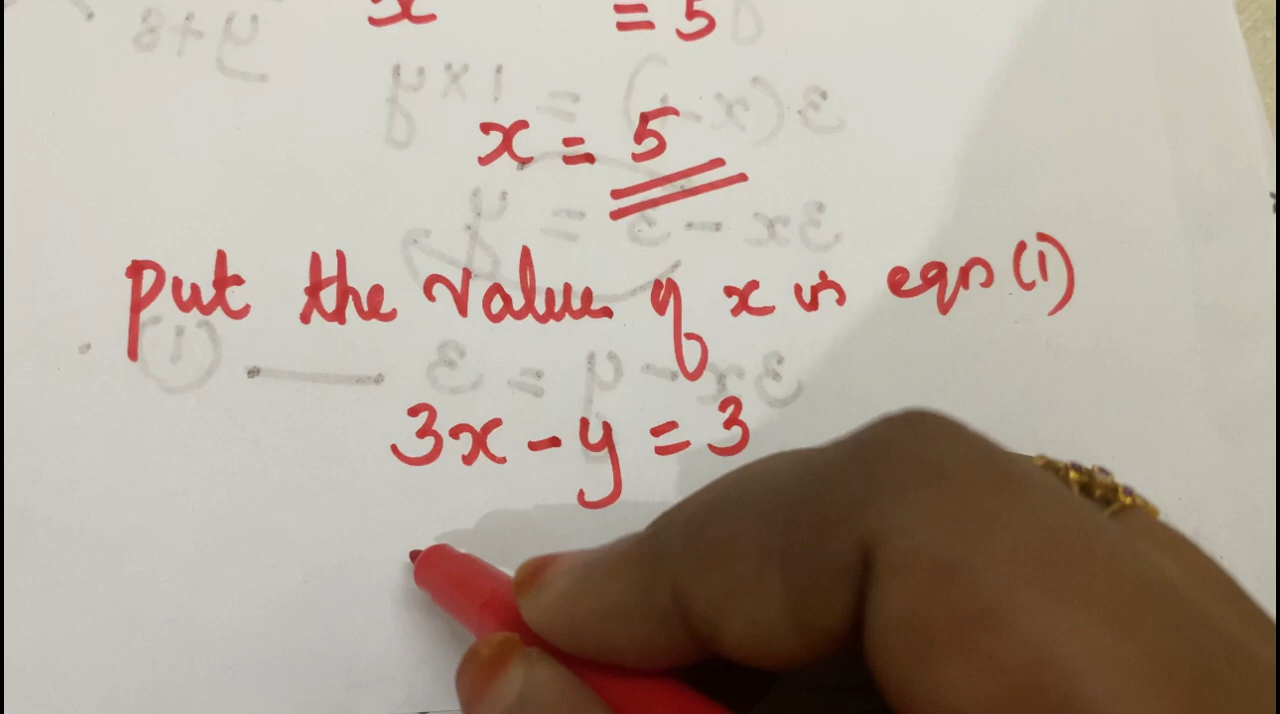 x = 5
x = 5
put the value of x in eqn (1)
3x - y = 3